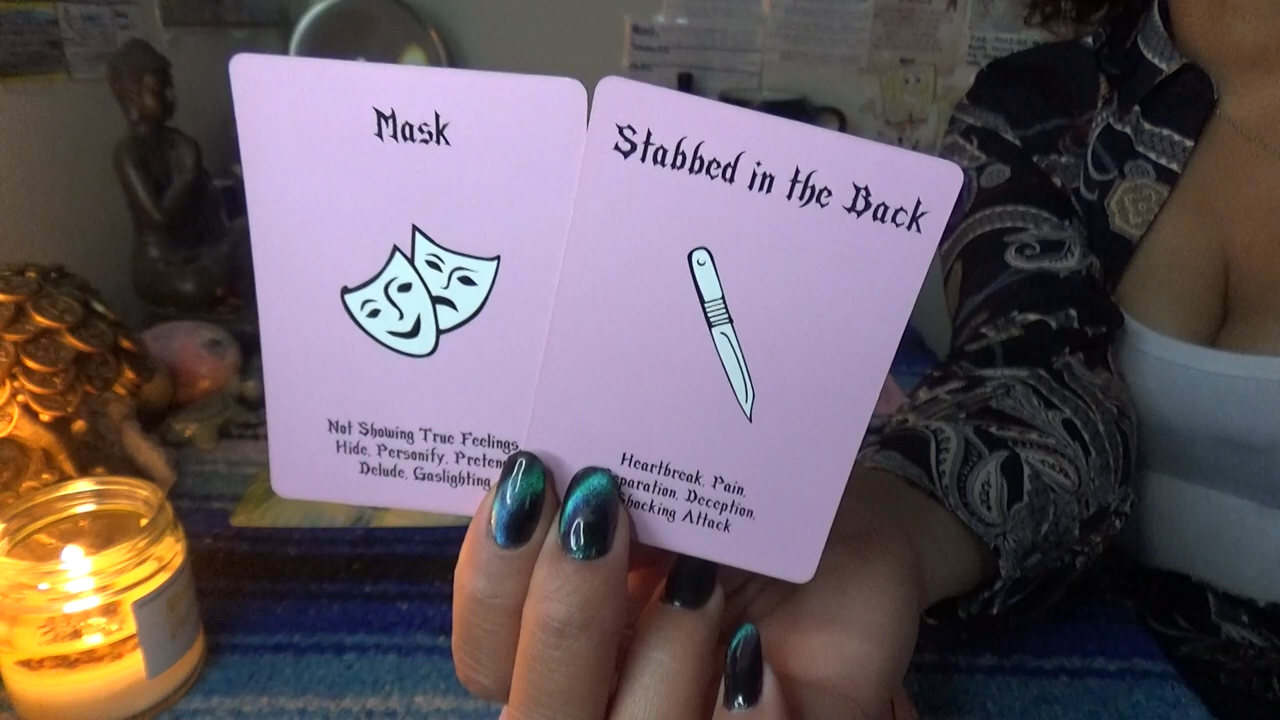 Mask
Not Showing True Feelings,
Hide, Personify,
Delude, Gaslighting
Stabbed in the Back
Heartbreak, Pain,
Deception,
Shocking Attack